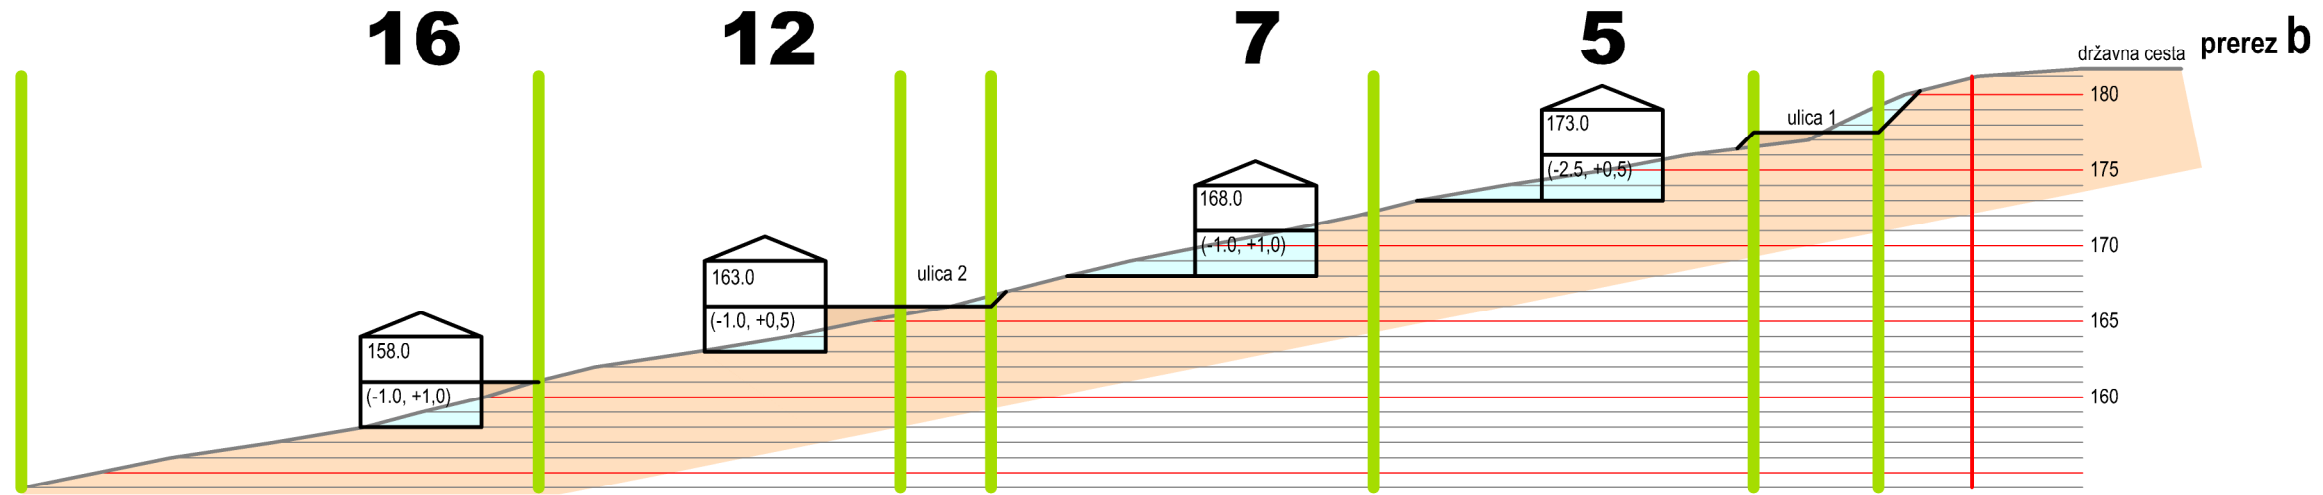 16 12 7 5
prerez b
državna cesta
180
ulica 1
173.0
(-2.5, +0,5)
175
168.0
(-1.0, +1,0)
170
ulica 2
163.0
(-1.0, +0,5)
165
158.0
(-1.0, +1,0)
160